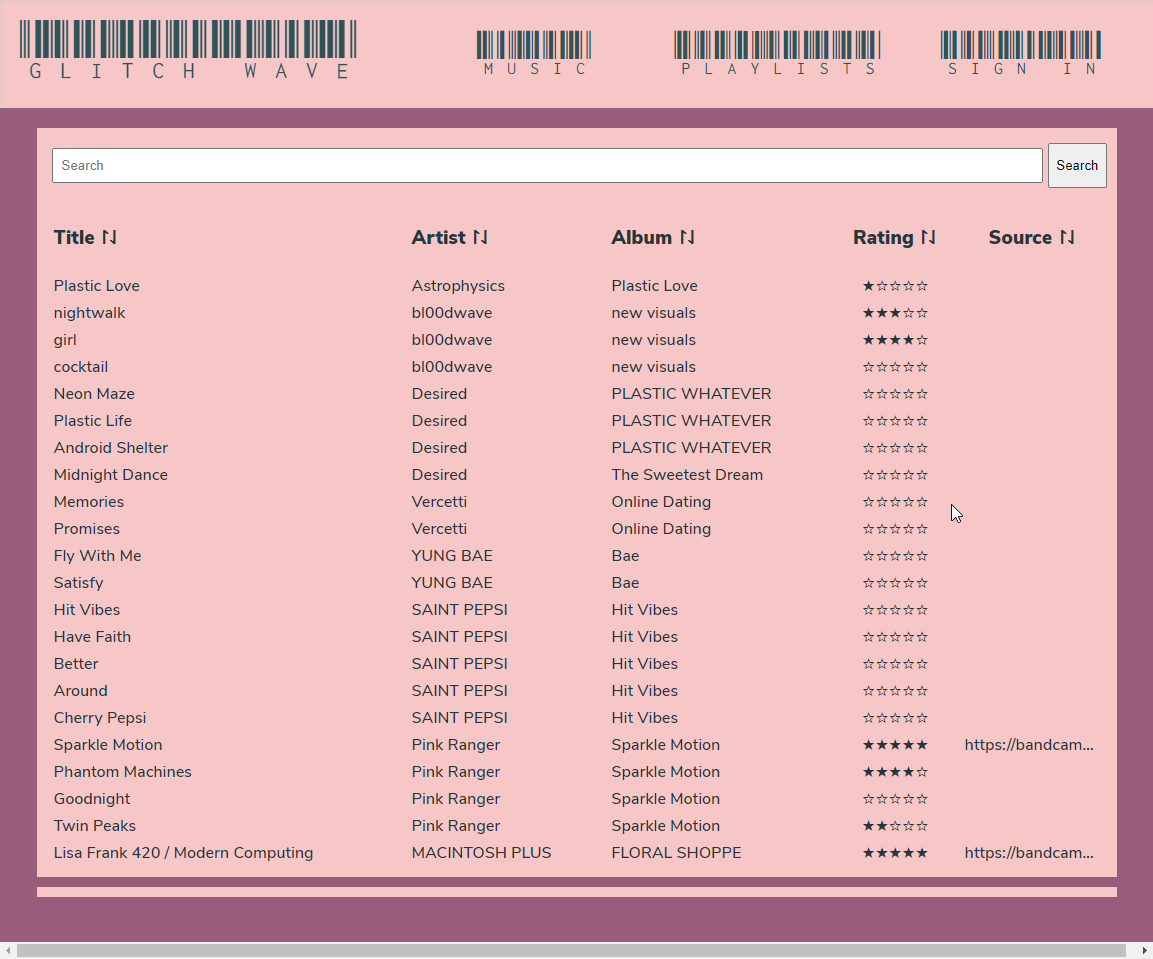 GLITCH WAVE MUSIC PLAYLISTS SIGN IN
Search Search
Title ⇅ Artist ⇅ Album ⇅ Rating ⇅ Source ⇅
Plastic Love Astrophysics Plastic Love ★☆☆☆☆
nightwalk bl00dwave new visuals ★★★☆☆
girl bl00dwave new visuals ★★★★☆
cocktail bl00dwave new visuals ☆☆☆☆☆
Neon Maze Desired PLASTIC WHATEVER ☆☆☆☆☆
Plastic Life Desired PLASTIC WHATEVER ☆☆☆☆☆
Android Shelter Desired PLASTIC WHATEVER ☆☆☆☆☆
Midnight Dance Desired The Sweetest Dream ☆☆☆☆☆
Memories Vercetti Online Dating ☆☆☆☆☆
Promises Vercetti Online Dating ☆☆☆☆☆
Fly With Me YUNG BAE Bae ☆☆☆☆☆
Satisfy YUNG BAE Bae ☆☆☆☆☆
Hit Vibes SAINT PEPSI Hit Vibes ☆☆☆☆☆
Have Faith SAINT PEPSI Hit Vibes ☆☆☆☆☆
Better SAINT PEPSI Hit Vibes ☆☆☆☆☆
Around SAINT PEPSI Hit Vibes ☆☆☆☆☆
Cherry Pepsi SAINT PEPSI Hit Vibes ☆☆☆☆☆
Sparkle Motion Pink Ranger Sparkle Motion ★★★★★ https://bandcam...
Phantom Machines Pink Ranger Sparkle Motion ★★★★☆
Goodnight Pink Ranger Sparkle Motion ☆☆☆☆☆
Twin Peaks Pink Ranger Sparkle Motion ★★☆☆☆
Lisa Frank 420 / Modern Computing MACINTOSH PLUS FLORAL SHOPPE ★★★★★ https://bandcam...